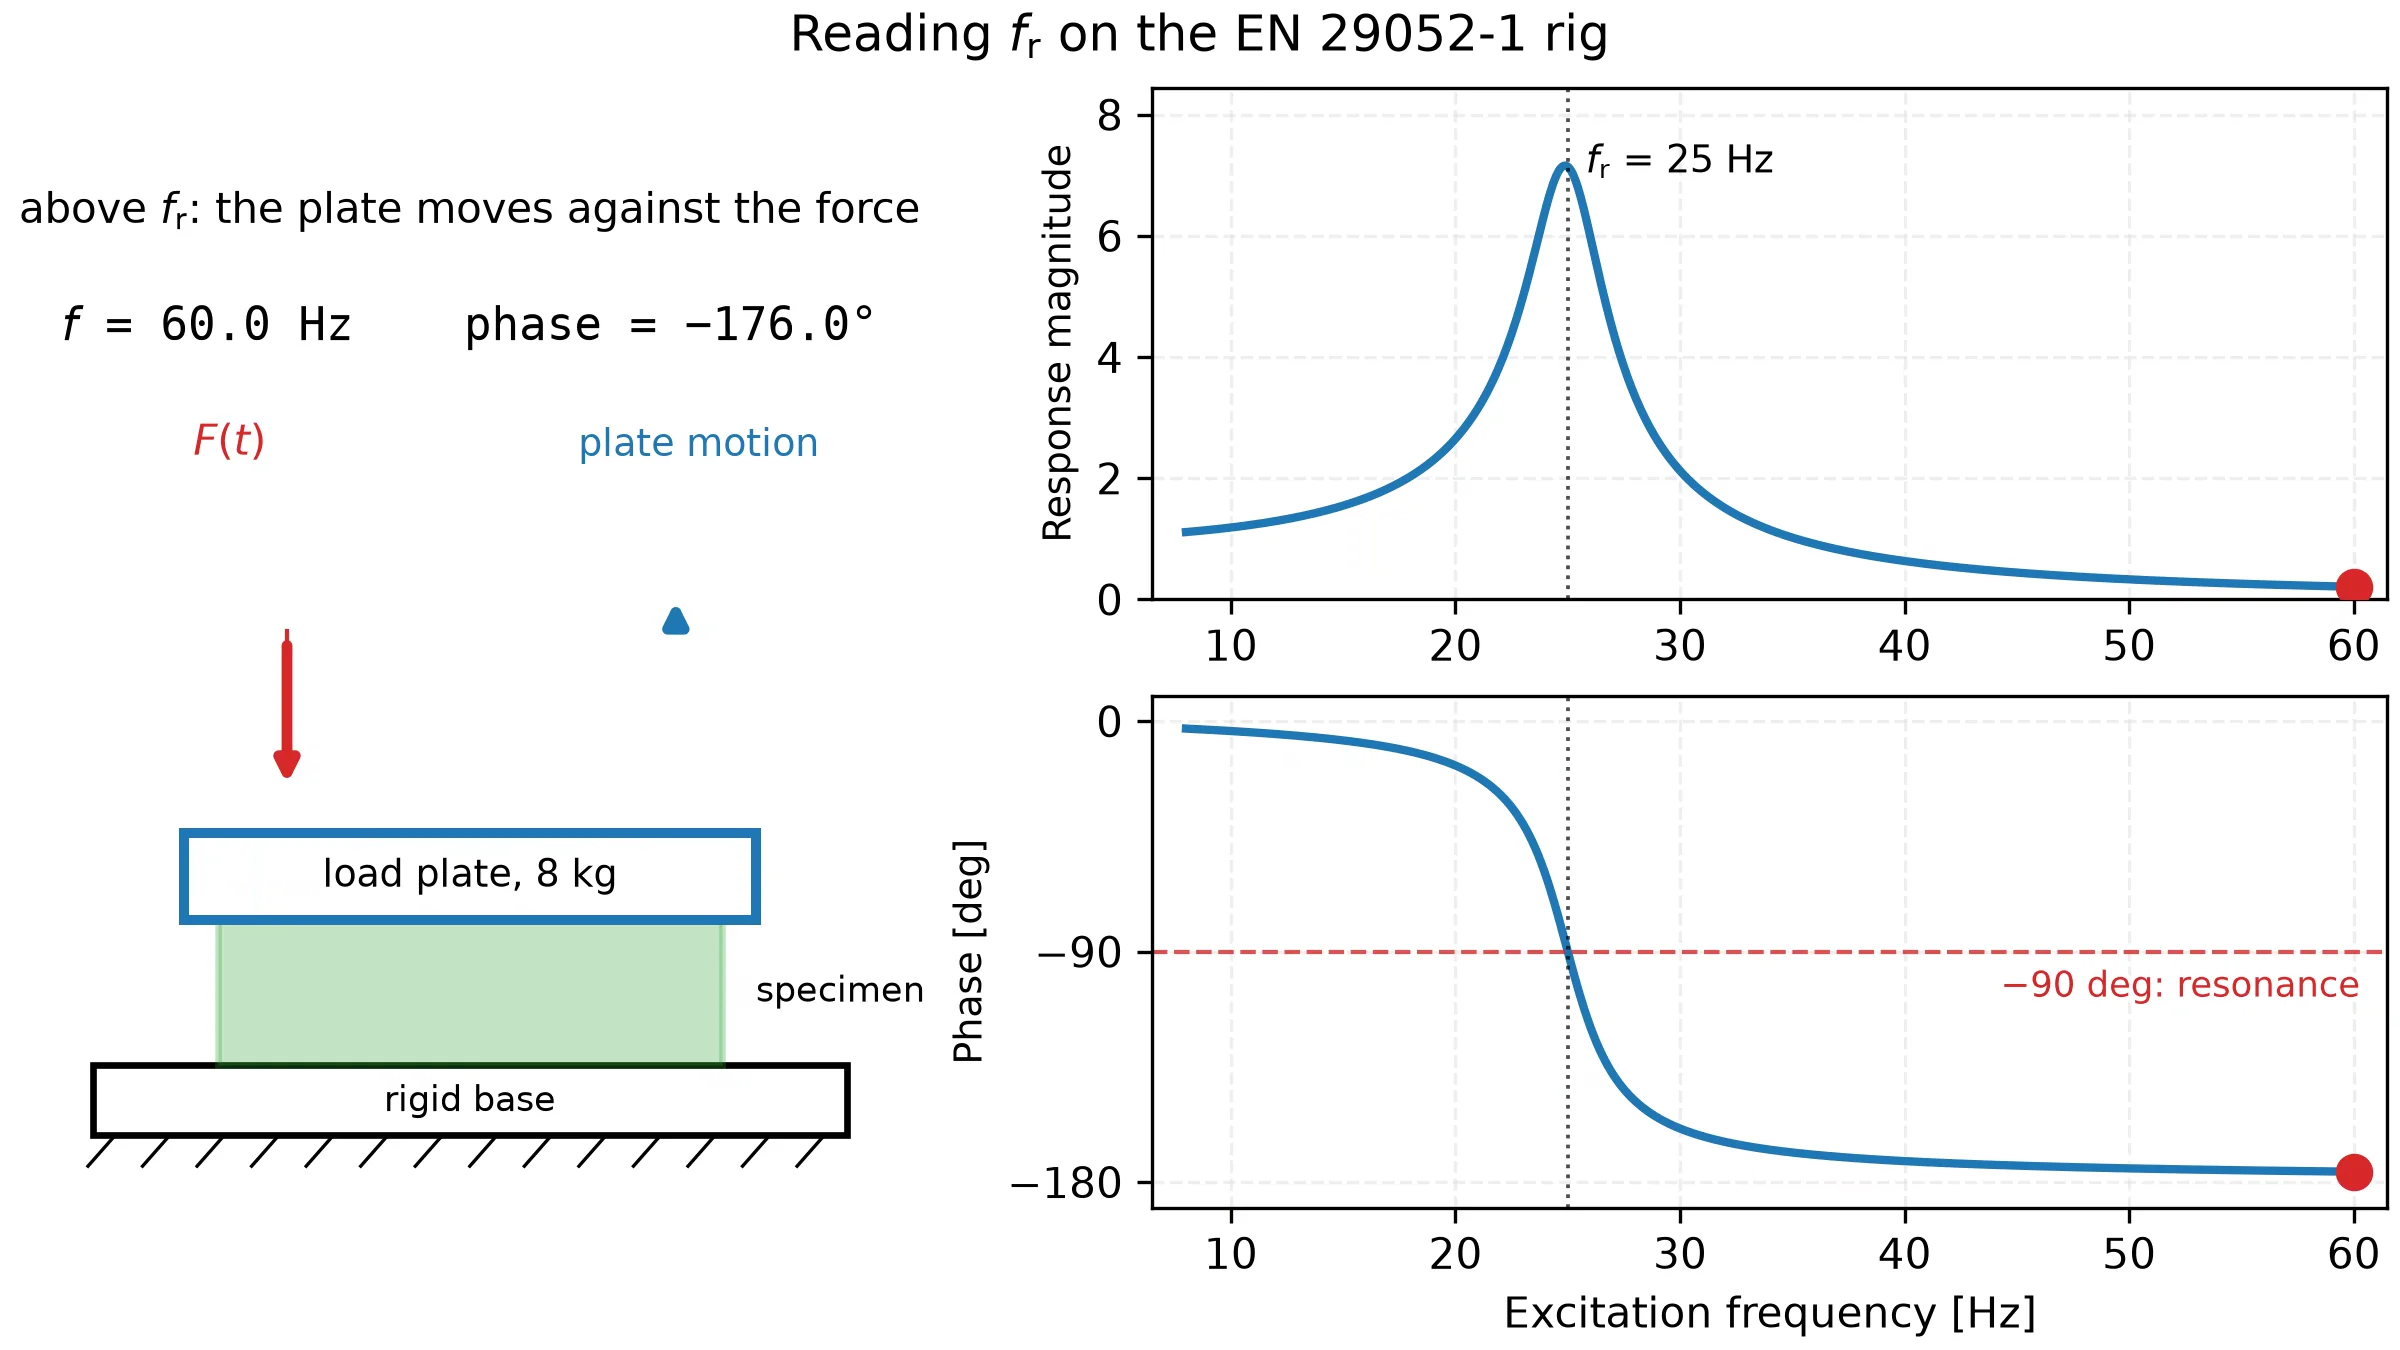 Reading fr on the EN 29052-1 rig
above fr: the plate moves against the force
f = 60.0 Hz phase = −176.0°
F(t) plate motion
load plate, 8 kg
specimen
rigid base
Response magnitude
8
6
4
2
0
fr = 25 Hz
10 20 30 40 50 60
Phase [deg]
0
−90
−180
−90 deg: resonance
10 20 30 40 50 60
Excitation frequency [Hz]